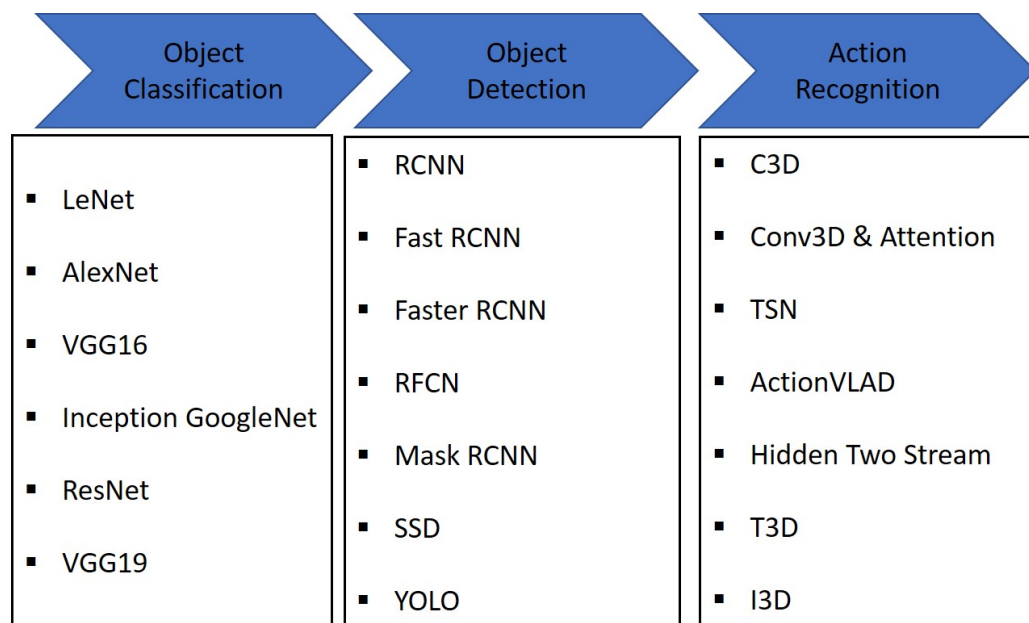 Object
Classification
Object
Detection
Action
Recognition
▪ LeNet
▪ AlexNet
▪ VGG16
▪ Inception GoogleNet
▪ ResNet
▪ VGG19
▪ RCNN
▪ Fast RCNN
▪ Faster RCNN
▪ RFCN
▪ Mask RCNN
▪ SSD
▪ YOLO
▪ C3D
▪ Conv3D & Attention
▪ TSN
▪ ActionVLAD
▪ Hidden Two Stream
▪ T3D
▪ I3D